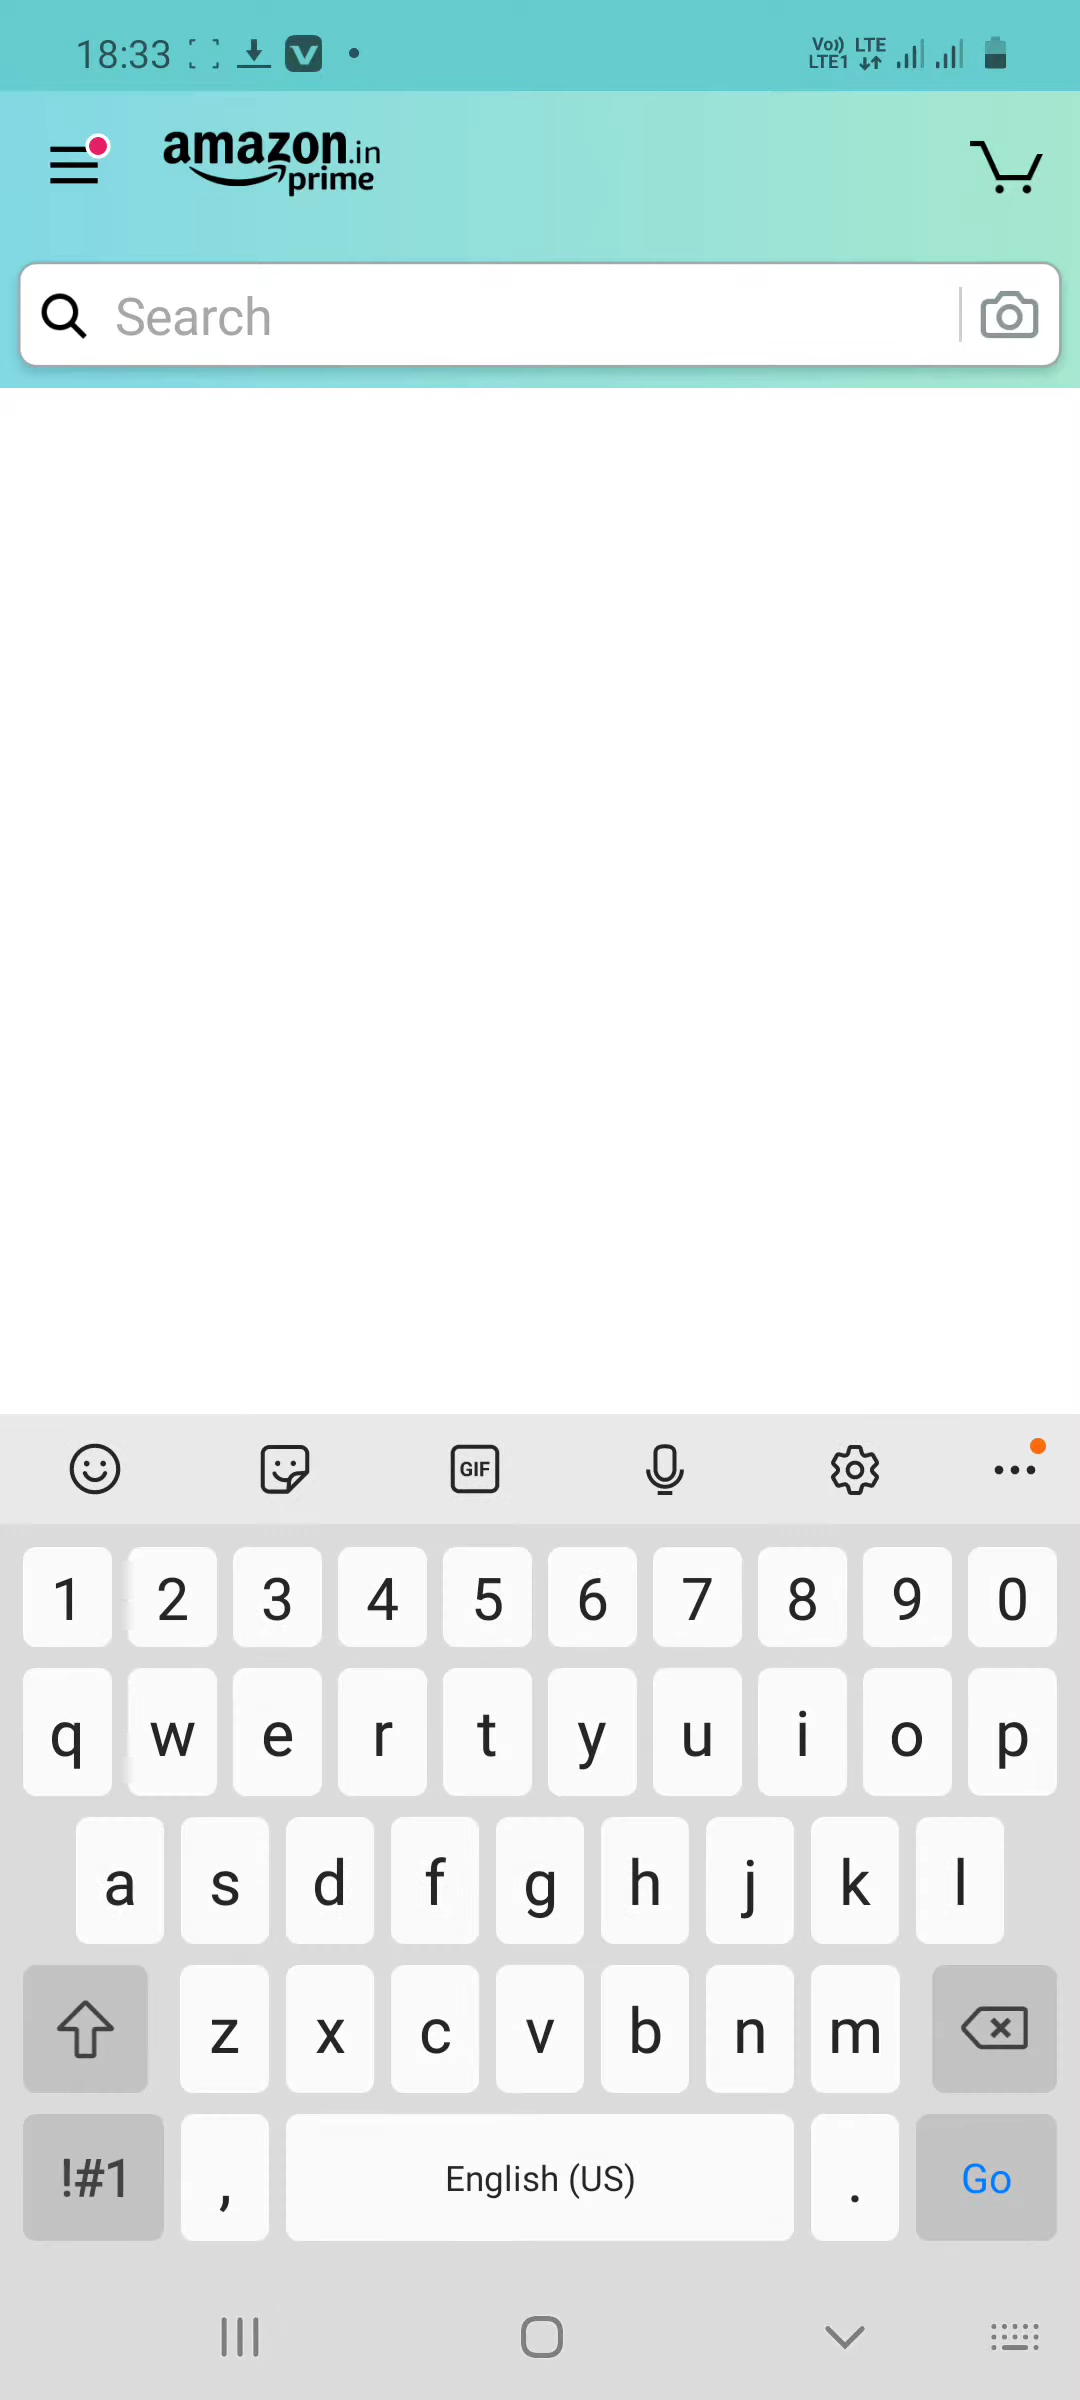 18:33
Vo)) LTE
LTE1
amazon.in
prime
Search
GIF
1 2 3 4 5 6 7 8 9 0
q w e r t y u i o p
a s d f g h j k l
z x c v b n m
!#1 , English (US) . Go